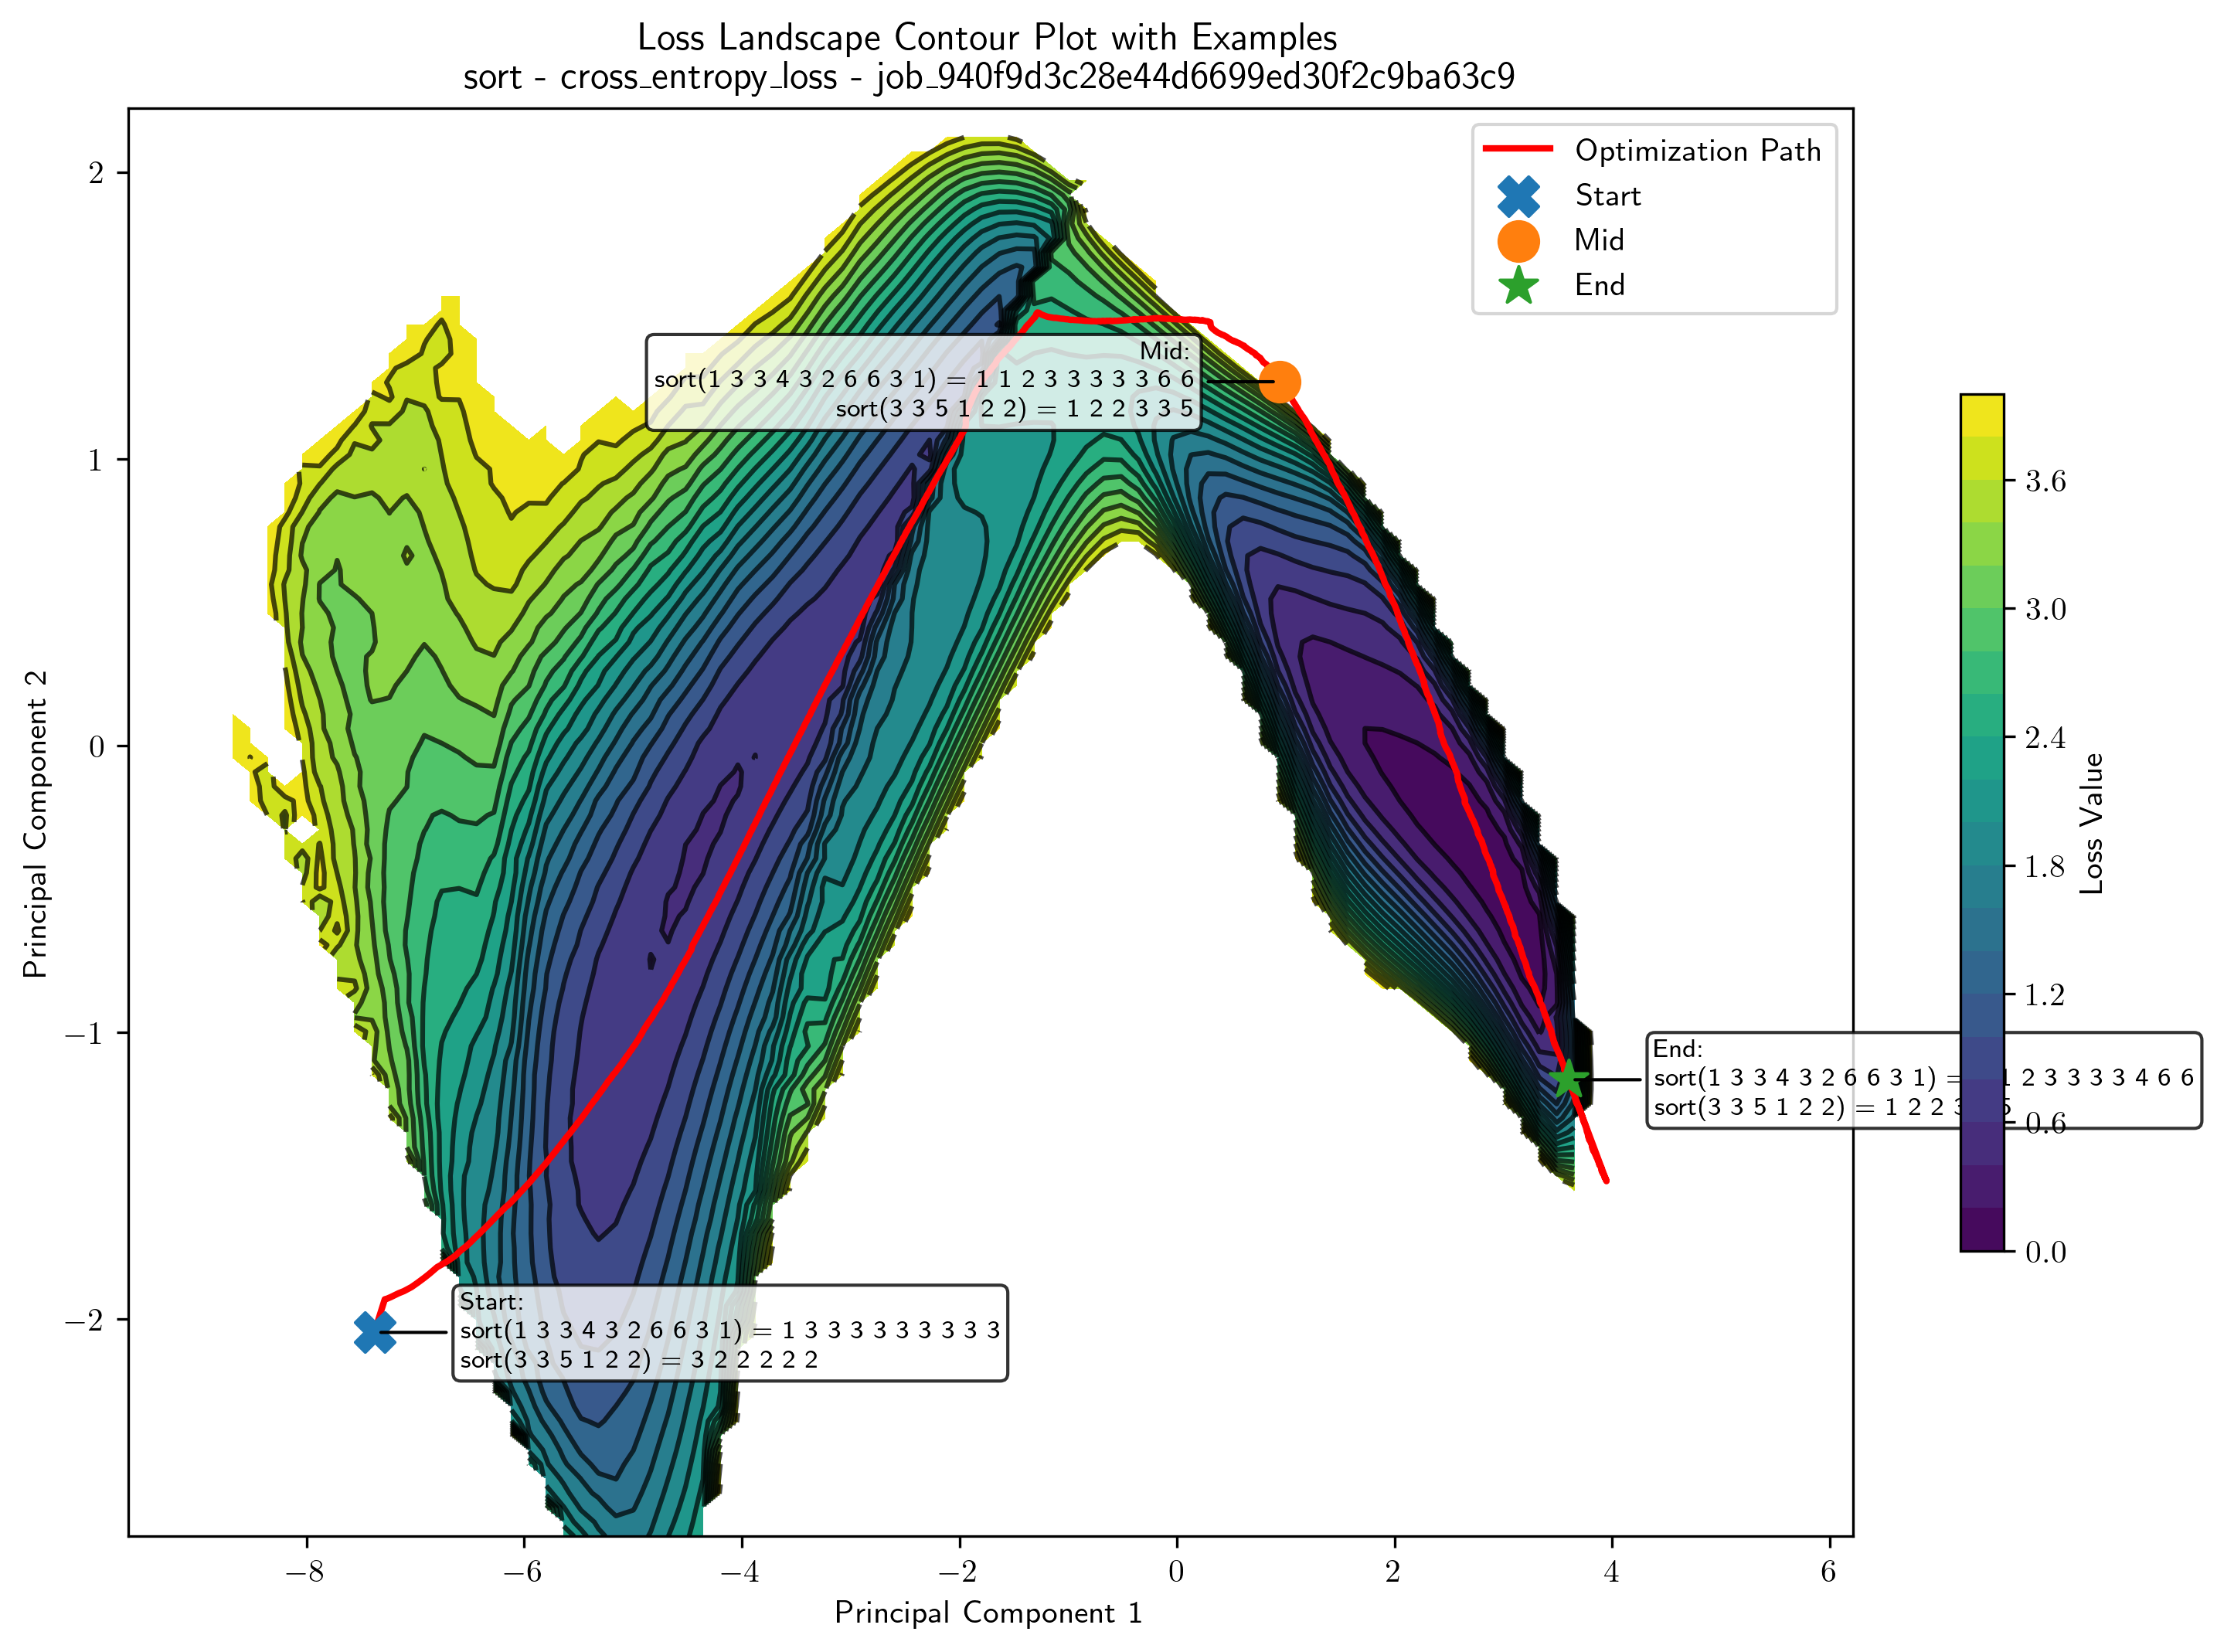 Loss Landscape Contour Plot with Examples
sort - cross_entropy_loss - job_940f9d3c28e44d6699ed30f2c9ba63c9
Optimization Path
Start
Mid
End
Mid:
sort(1 3 3 4 3 2 6 6 3 1) = 1 1 2 3 3 3 3 3 6 6
sort(3 3 5 1 2 2) = 1 2 2 3 3 5
End:
sort(1 3 3 4 3 2 6 6 3 1) = 1 2 3 3 3 3 4 6 6
sort(3 3 5 1 2 2) = 1 2 2 3 5
Start:
sort(1 3 3 4 3 2 6 6 3 1) = 1 3 3 3 3 3 3 3 3 3
sort(3 3 5 1 2 2) = 3 2 2 2 2 2
2
1
0
−1
−2
Principal Component 2
−8
−6
−4
−2
0
2
4
6
Principal Component 1
3.6
3.0
2.4
1.8
1.2
0.6
0.0
Loss Value